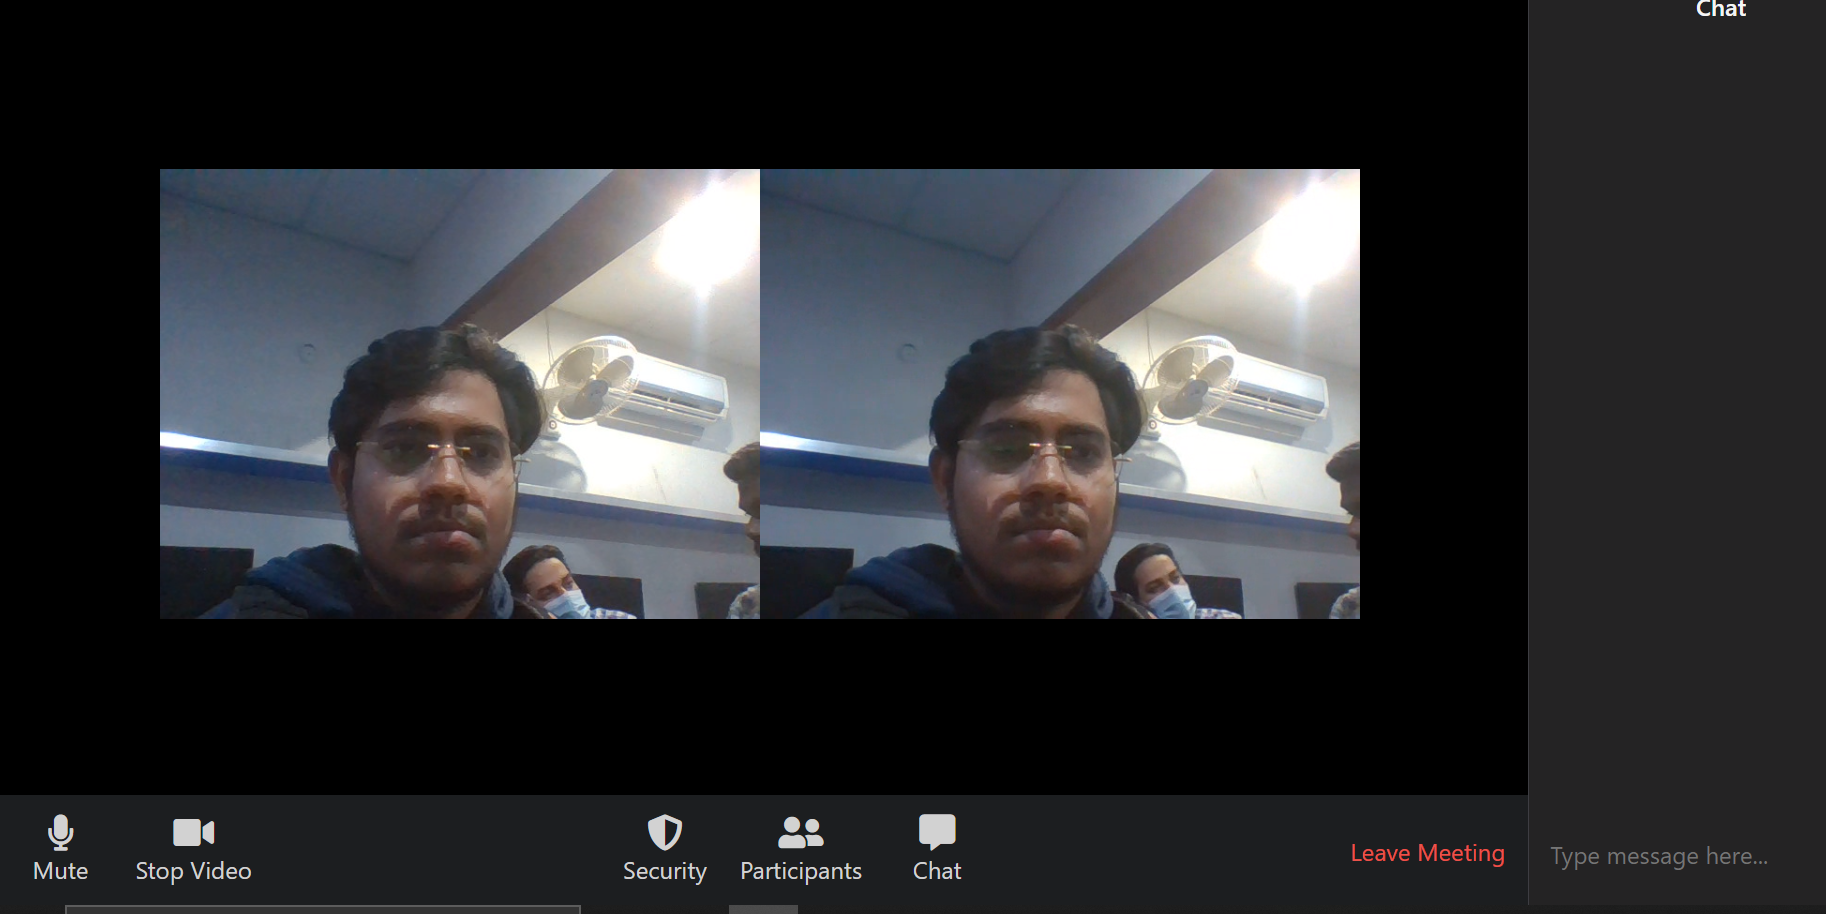 Chat
Mute
Stop Video
Security
Participants
Chat
Leave Meeting
Type message here...